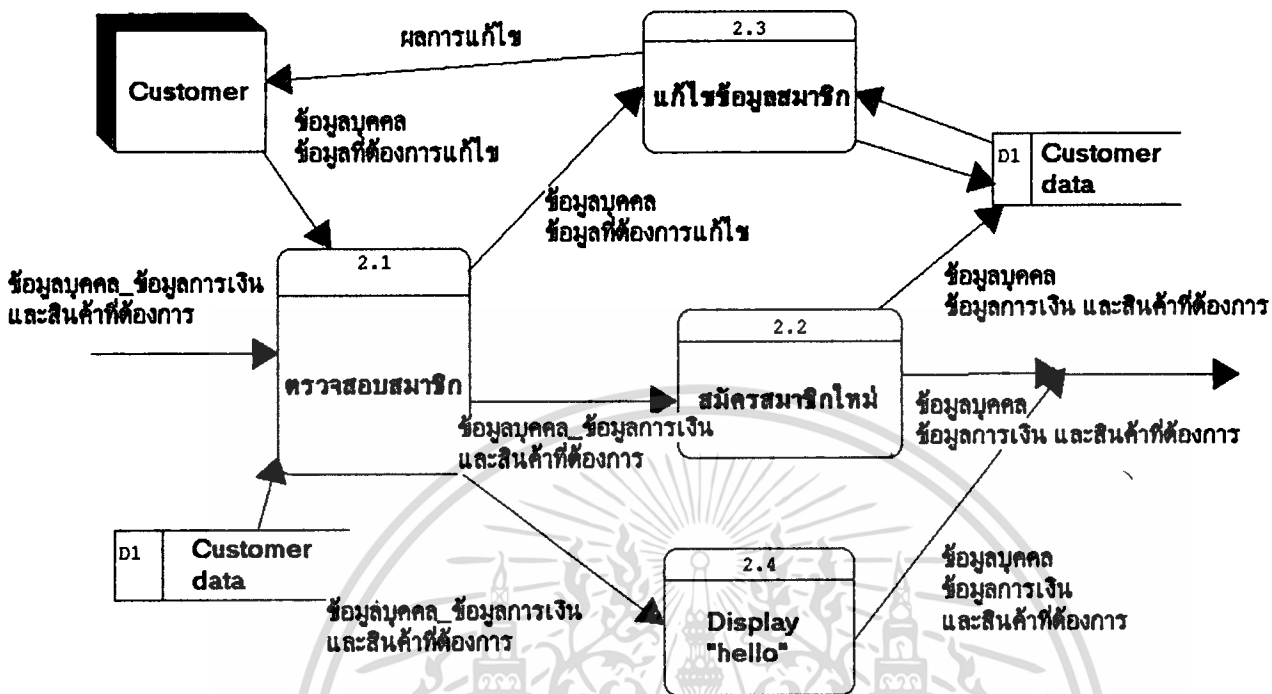 ผลการแก้ไข
2.3
Customer
แก้ไขข้อมูลสมาชิก
ข้อมูลบุคคล
ข้อมูลที่ต้องการแก้ไข
D1
Customer
data
ข้อมูลบุคคล
ข้อมูลที่ต้องการแก้ไข
2.1
ข้อมูลบุคคล_ข้อมูลการเงิน
และสินค้าที่ต้องการ
ข้อมูลบุคคล
ข้อมูลการเงิน และสินค้าที่ต้องการ
2.2
ตรวจสอบสมาชิก
สมัครสมาชิกใหม่
ข้อมูลบุคคล_ข้อมูลการเงิน
และสินค้าที่ต้องการ
ข้อมูลบุคคล
ข้อมูลการเงิน และสินค้าที่ต้องการ
D1
Customer
data
2.4
Display
"hello"
ข้อมูลบุคคล_ข้อมูลการเงิน
และสินค้าที่ต้องการ
ข้อมูลบุคคล
ข้อมูลการเงิน
และสินค้าที่ต้องการ